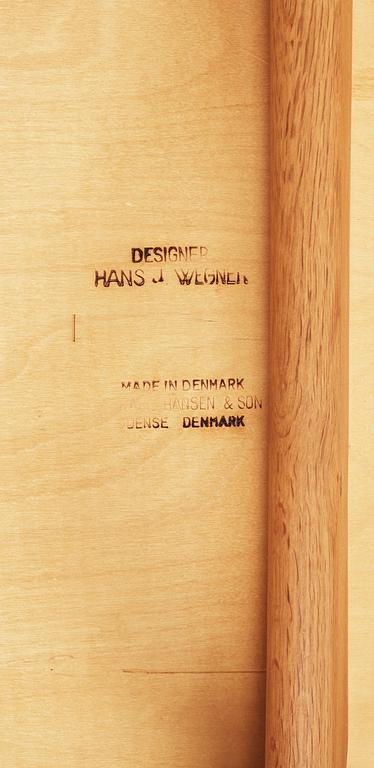 DESIGNER
HANS J. WEGNER
MADE IN DENMARK
HANSEN & SON
DENMARK